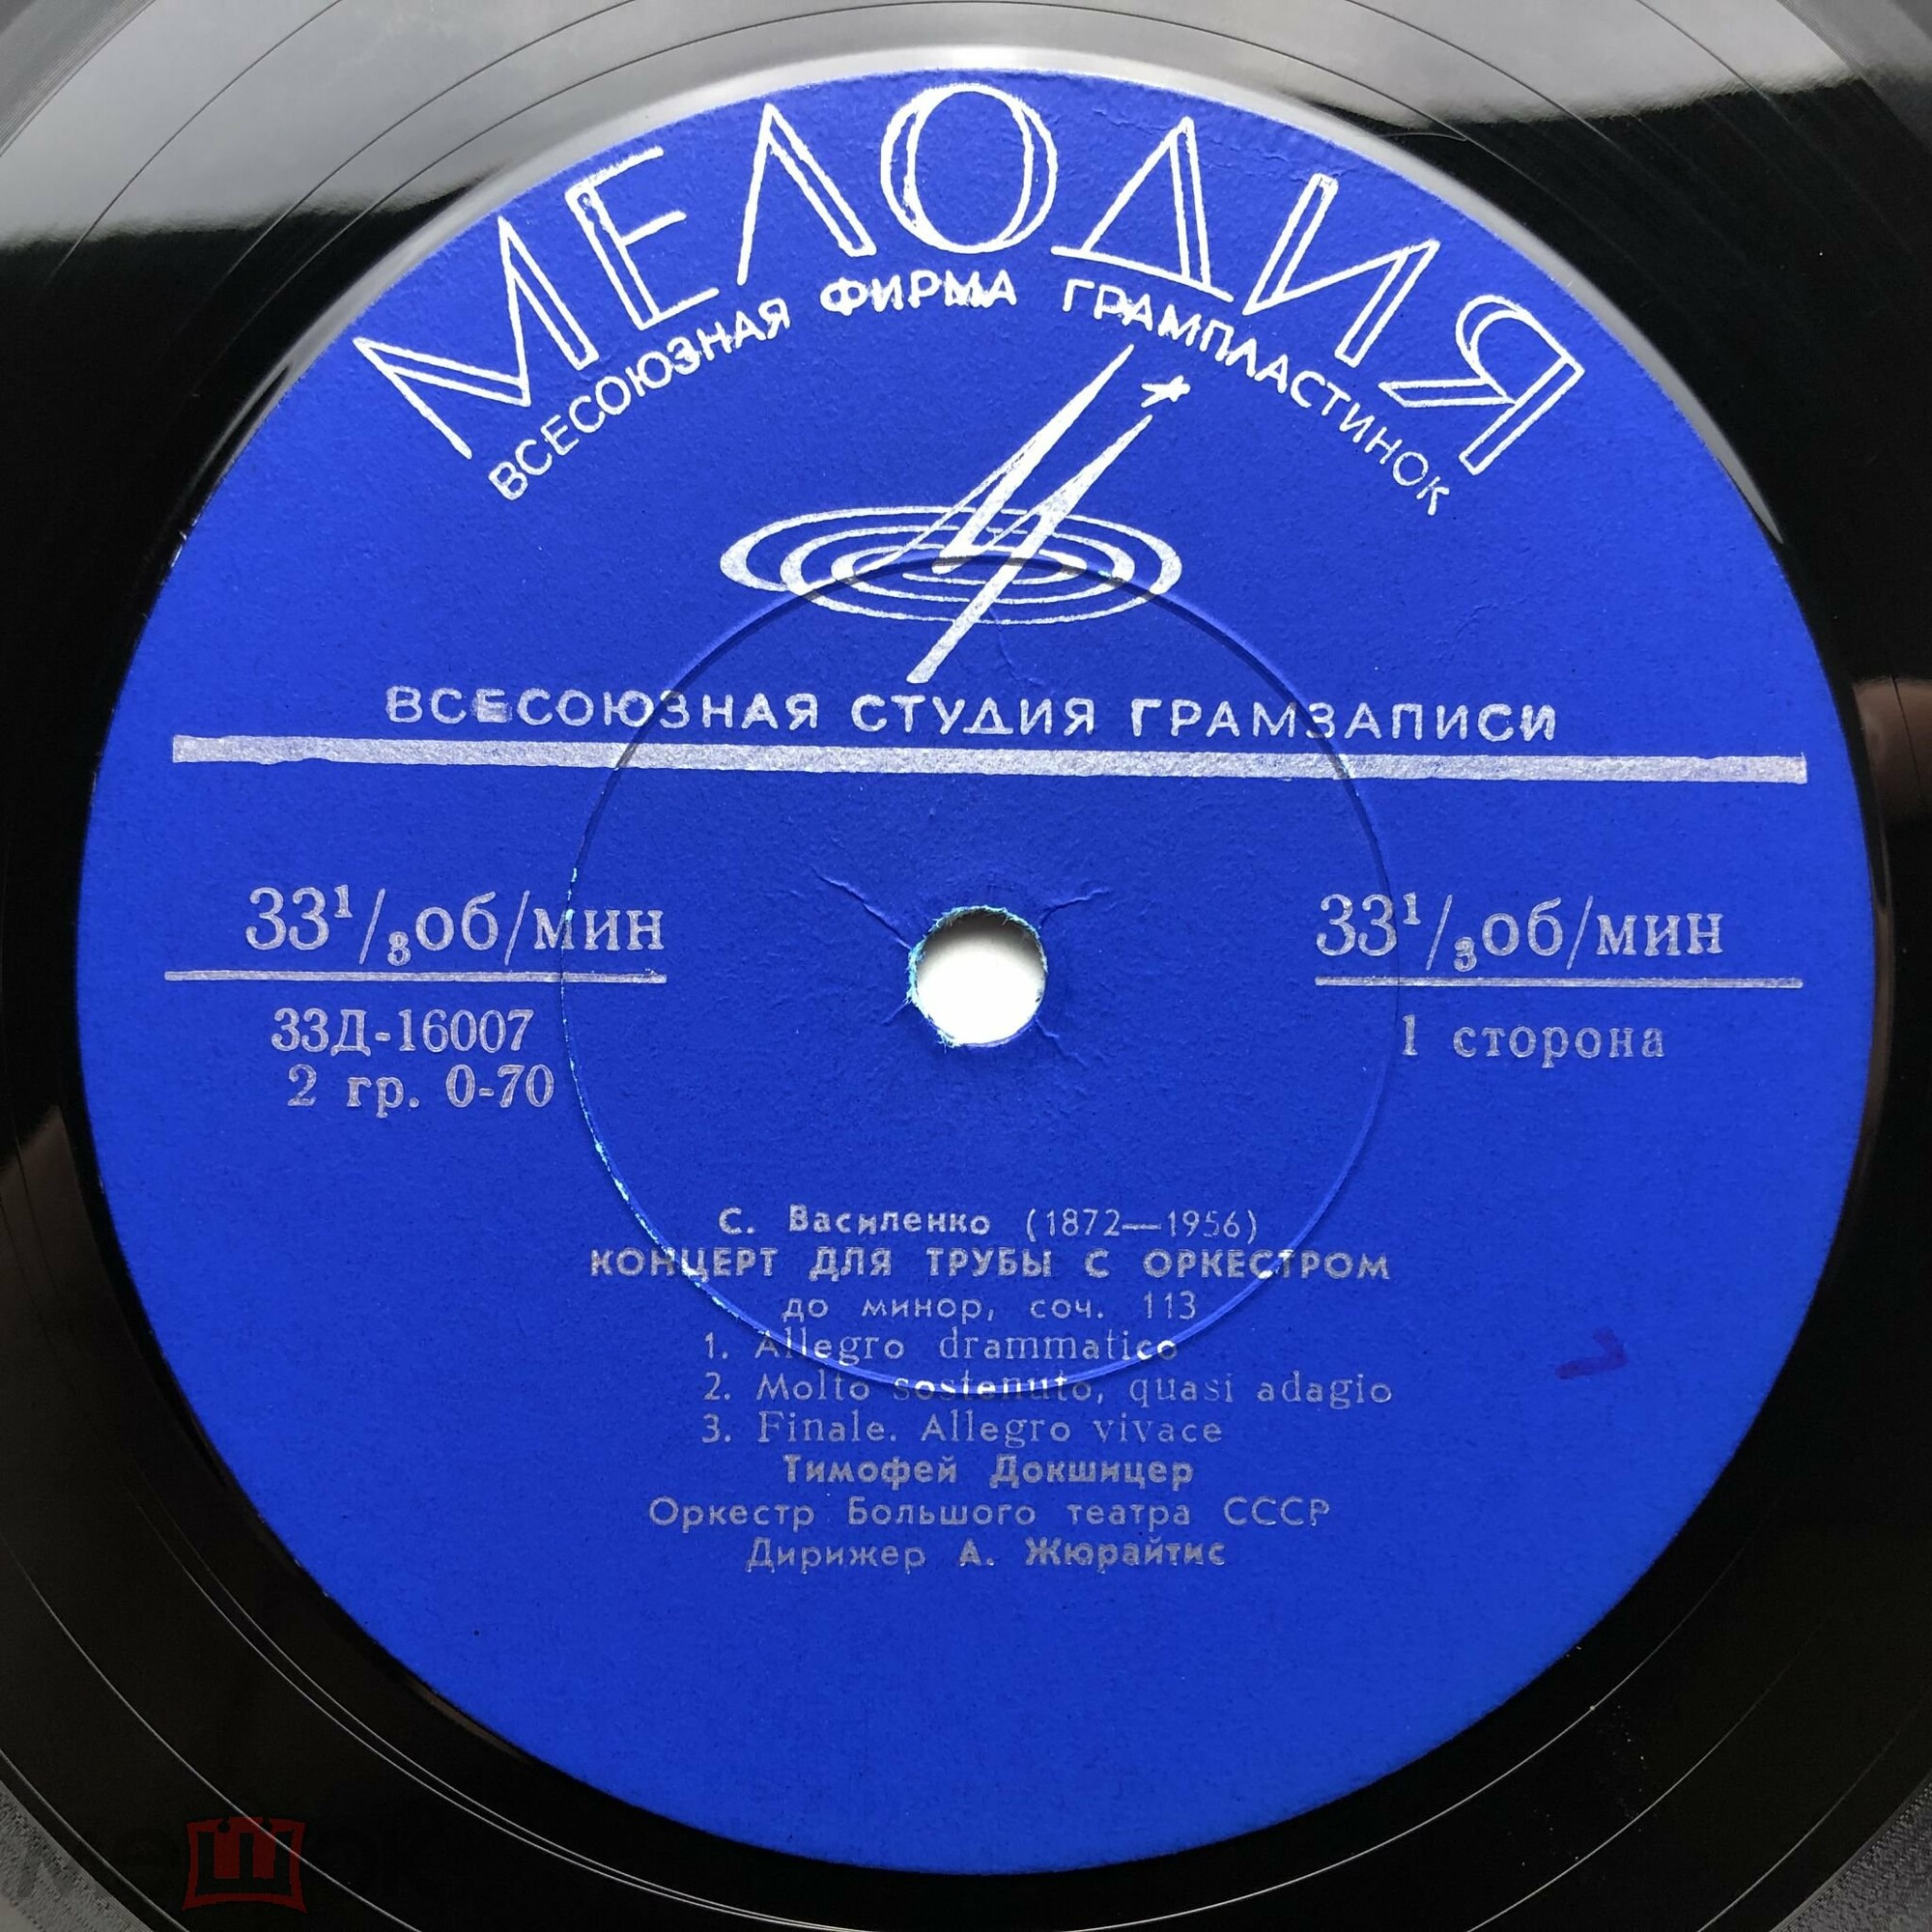 МЕЛОДИЯ
ВСЕСОЮЗНАЯ ФИРМА ГРАМПЛАСТИНОК
ВСЕСОЮЗНАЯ СТУДИЯ ГРАМЗАПИСИ
33¹/₃об/мин
33¹/₃об/мин
33Д-16007
1 сторона
2 гр. 0-70
С. Василенко (1872—1956)
КОНЦЕРТ ДЛЯ ТРУБЫ С ОРКЕСТРОМ
до минор, соч. 113
1. Allegro drammatico
2. Molto sostenuto, quasi adagio
3. Finale. Allegro vivace
Тимофей Докшицер
Оркестр Большого театра СССР
Дирижер А. Жюрайтис